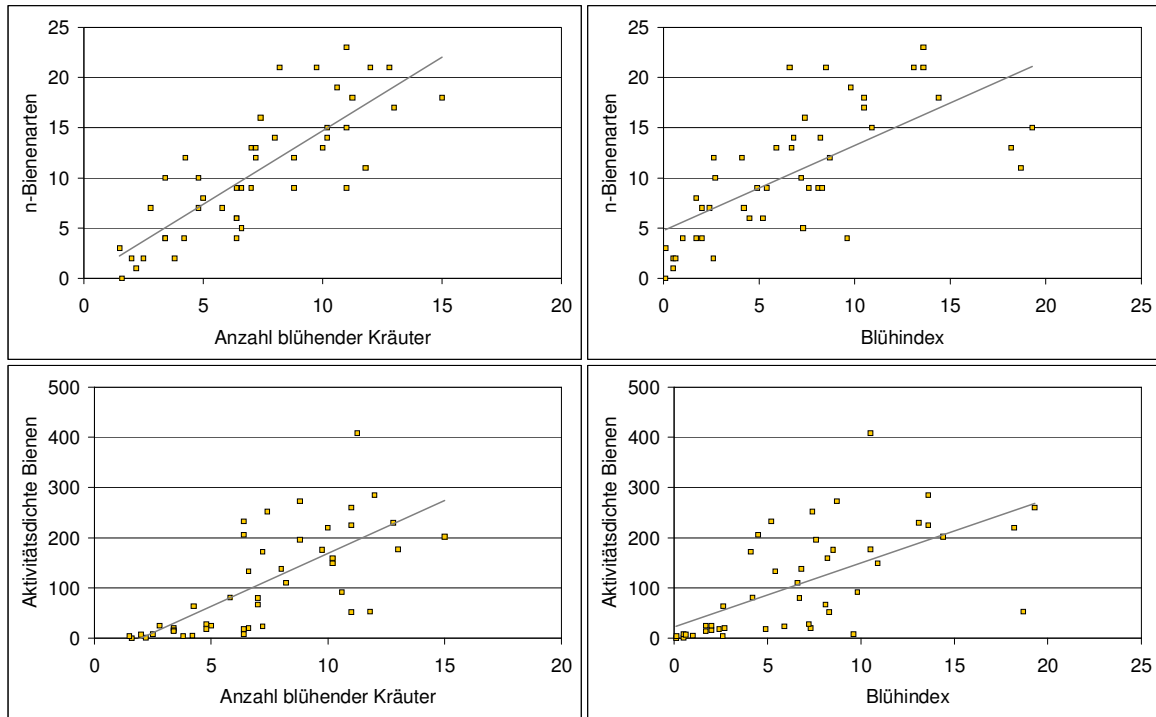 25
20
15
10
5
0
n-Bienenarten
0 5 10 15 20
Anzahl blühender Kräuter
25
20
15
10
5
0
n-Bienenarten
0 5 10 15 20 25
Blühindex
500
400
300
200
100
0
Aktivitätsdichte Bienen
0 5 10 15 20
Anzahl blühender Kräuter
500
400
300
200
100
0
Aktivitätsdichte Bienen
0 5 10 15 20 25
Blühindex